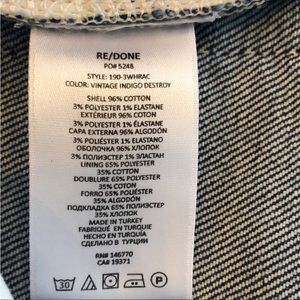 RE/DONE
PO# 5248
STYLE: 190-3WHRAC
COLOR: VINTAGE INDIGO DESTROY
SHELL 96% COTTON
3% POLYESTER 1% ELASTANE
EXTÉRIEUR 96% COTON
3% POLYESTER 1% ELASTANE
CAPA EXTERNA 96% ALGODÓN
3% POLIÉSTER 1% ELASTANE
ОБОЛОЧКА 96% ХЛОПОК
3% ПОЛИЭСТЕР 1% ЭЛАСТАН
LINING 65% POLYESTER
35% COTTON
DOUBLURE 65% POLYESTER
35% COTON
FORRO 65% POLIÉSTER
35% ALGODÓN
ПОДКЛАДКА 65% ПОЛИЭСТЕР
35% ХЛОПОК
MADE IN TURKEY
FABRIQUÉ EN TURQUIE
HECHO EN TURQUÍA
СДЕЛАНО В ТУРЦИИ
RN# 146770
CA# 19371
30 P